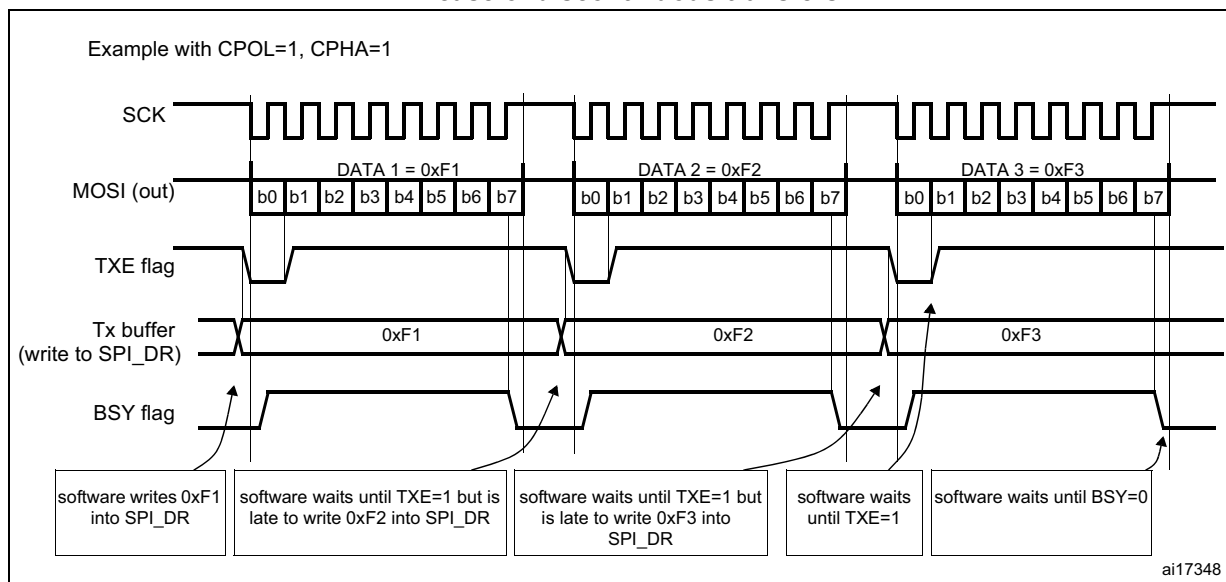 Example with CPOL=1, CPHA=1
SCK
DATA 1 = 0xF1
DATA 2 = 0xF2
DATA 3 = 0xF3
MOSI (out)
b0 b1 b2 b3 b4 b5 b6 b7
b0 b1 b2 b3 b4 b5 b6 b7
b0 b1 b2 b3 b4 b5 b6 b7
TXE flag
Tx buffer
(write to SPI_DR)
0xF1
0xF2
0xF3
BSY flag
software writes 0xF1
into SPI_DR
software waits until TXE=1 but is
late to write 0xF2 into SPI_DR
software waits until TXE=1 but
is late to write 0xF3 into
SPI_DR
software waits
until TXE=1
software waits until BSY=0
ai17348